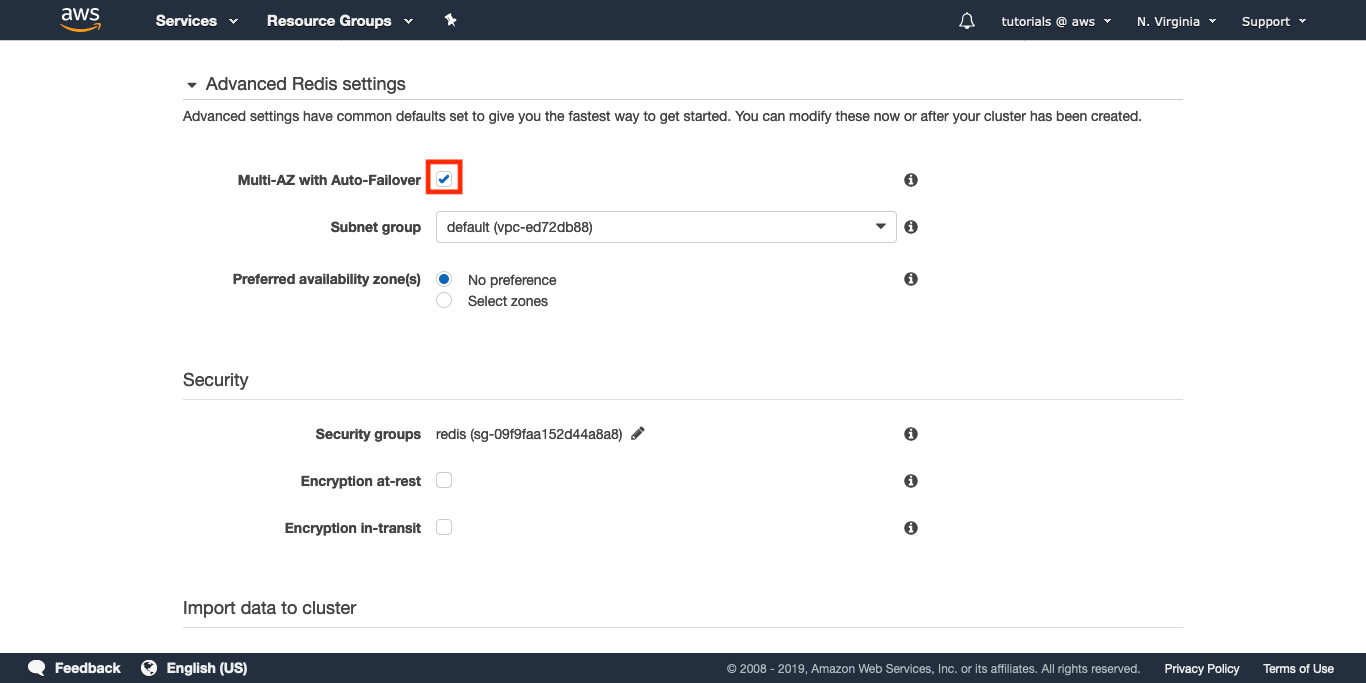 aws Services Resource Groups tutorials @ aws N. Virginia Support
Advanced Redis settings
Advanced settings have common defaults set to give you the fastest way to get started. You can modify these now or after your cluster has been created.
Multi-AZ with Auto-Failover
Subnet group default (vpc-ed72db88)
Preferred availability zone(s) No preference
Select zones
Security
Security groups redis (sg-09f9faa152d44a8a8)
Encryption at-rest
Encryption in-transit
Import data to cluster
Feedback English (US) © 2008 - 2019, Amazon Web Services, Inc. or its affiliates. All rights reserved. Privacy Policy Terms of Use